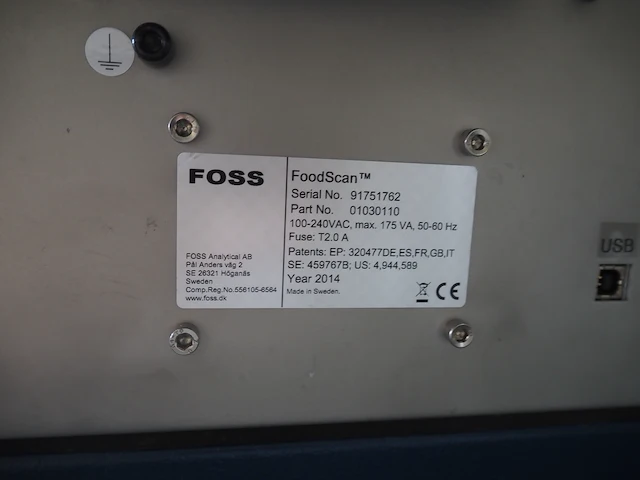 FOSS
FOSS Analytical AB
Pål Anders väg 2
SE 26321 Höganäs
Sweden
Comp.Reg.No.556105-6564
www.foss.dk
FoodScan™
Serial No. 91751762
Part No. 01030110
100-240VAC, max. 175 VA, 50-60 Hz
Fuse: T2.0 A
Patents: EP: 320477DE,ES,FR,GB,IT
SE: 459767B; US: 4,944,589
Year 2014
Made in Sweden.
CE
USB